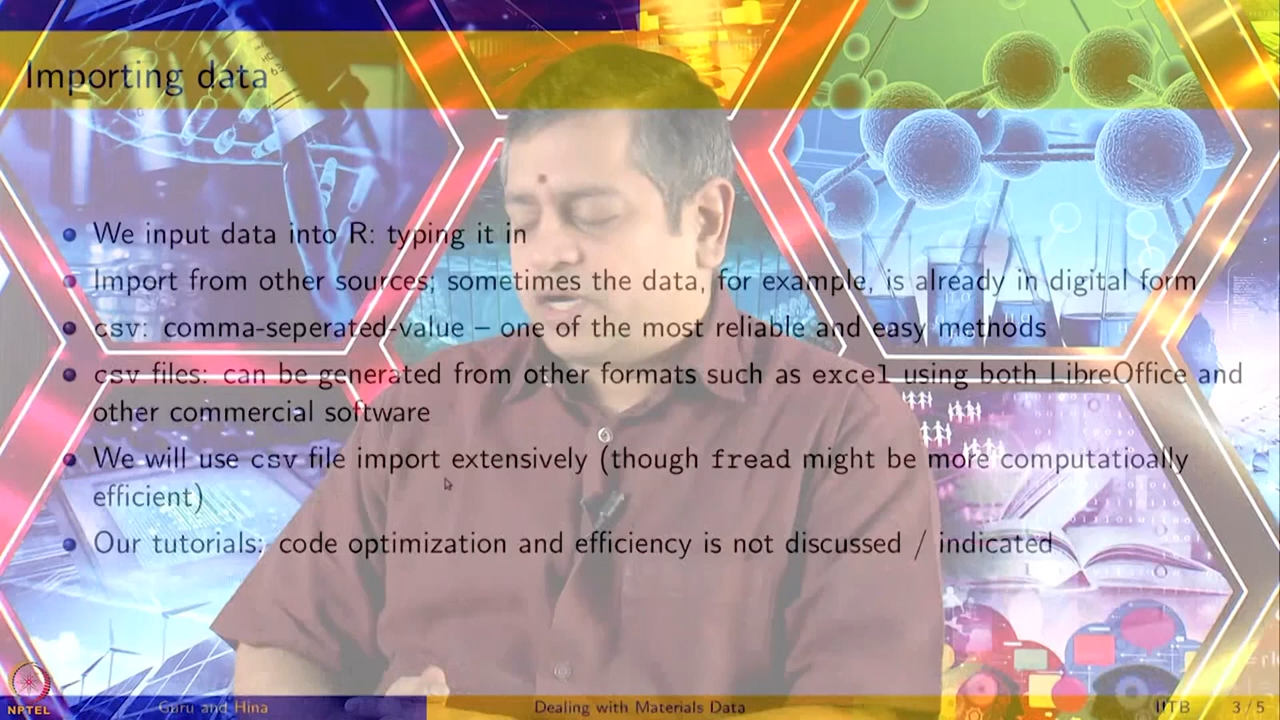 Importing data
We input data into R: typing it in
Import from other sources; sometimes the data, for example, is already in digital form
csv: comma-seperated-value – one of the most reliable and easy methods
csv files: can be generated from other formats such as excel using both LibreOffice and
other commercial software
We will use csv file import extensively (though fread might be more computatioally
efficient)
Our tutorials: code optimization and efficiency is not discussed / indicated
NPTEL
Guru and Hina
Dealing with Materials Data
IITB
3 / 5